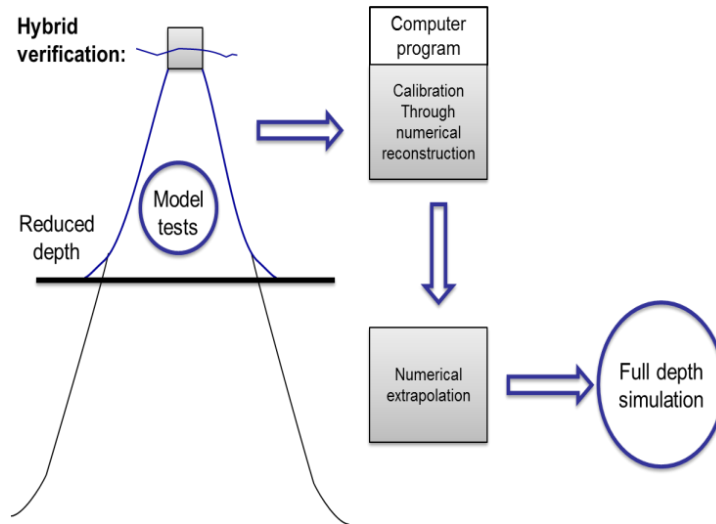 Hybrid
verification:
Computer
program
Calibration
Through
numerical
reconstruction
Model
tests
Reduced
depth
Numerical
extrapolation
Full depth
simulation